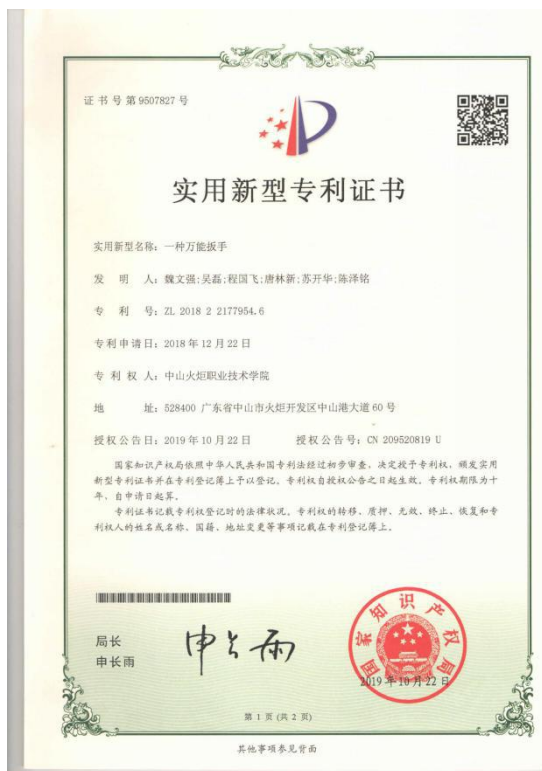 证书号第9507827号
实用新型专利证书
实用新型名称：一种万能扳手
发明人：魏文强;吴磊;程国飞;唐林新;苏开华;陈泽铭
专利号：ZL 2018 2 2177954.6
专利申请日：2018年12月22日
专利权人：中山火炬职业技术学院
地址：528400 广东省中山市火炬开发区中山港大道60号
授权公告日：2019年10月22日 授权公告号：CN 209520819 U
国家知识产权局依照中华人民共和国专利法经过初步审查，决定授予专利权，颁发实用
新型专利证书并在专利登记簿上予以登记。专利权自授权公告之日起生效。专利权期限为十
年，自申请日起算。
专利证书记载专利权登记时的法律状况。专利权的转移、质押、无效、终止、恢复和专
利权人的姓名或名称、国籍、地址变更等事项记载在专利登记簿上。
局长
申长雨
申长雨
国家知识产权局
2019年10月22日
第1页(共2页)
其他事项参见背面